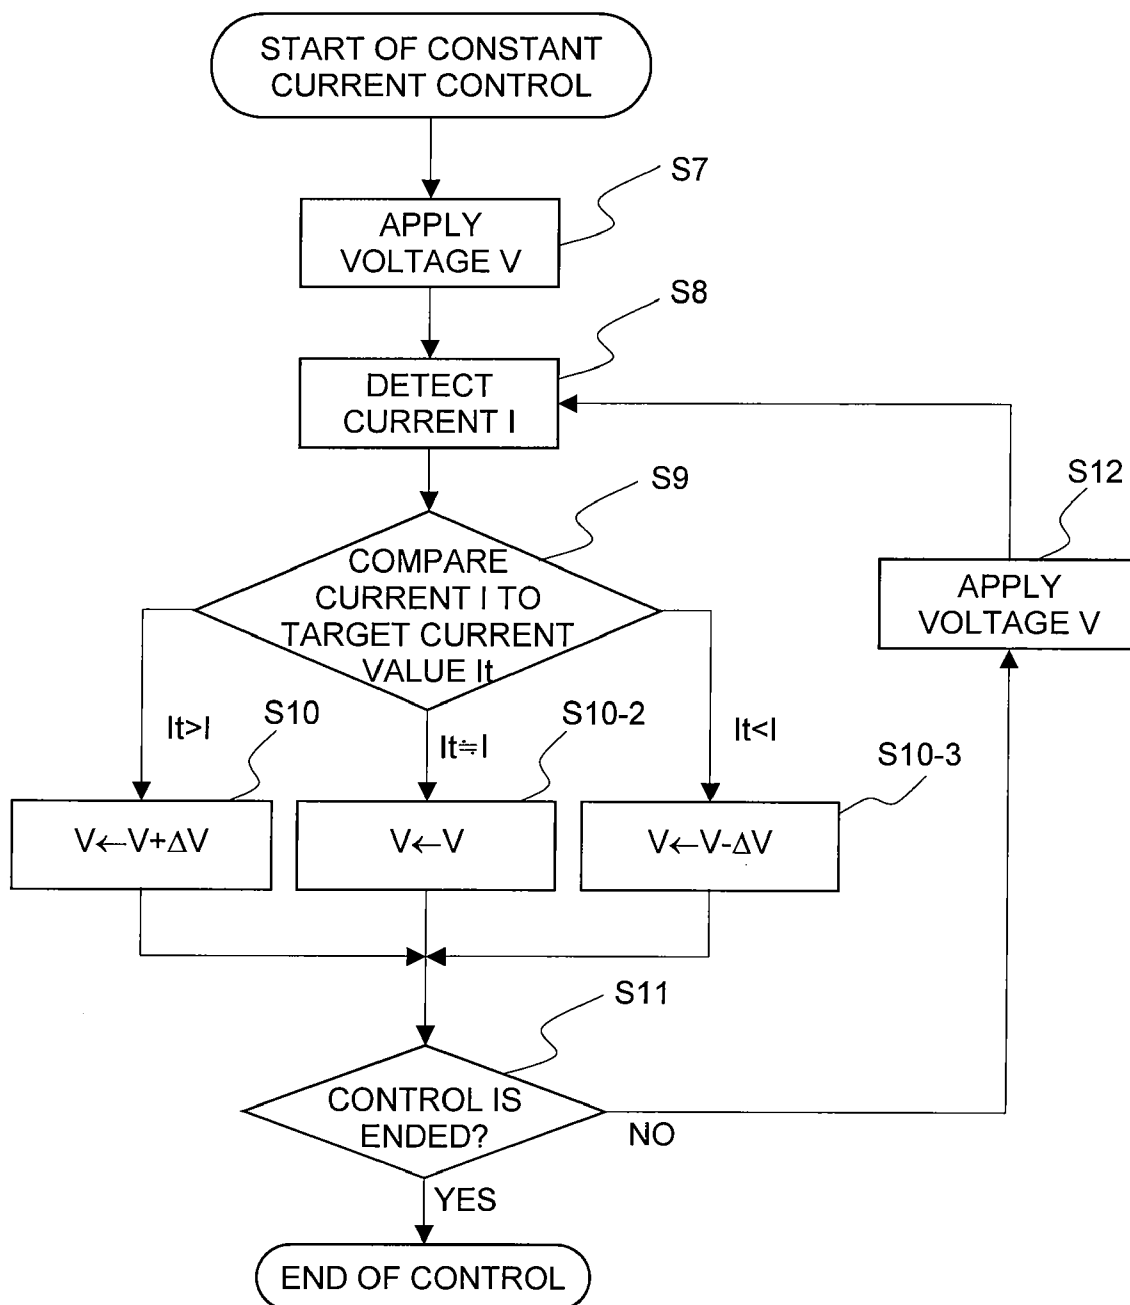 START OF CONSTANT
CURRENT CONTROL
S7
APPLY
VOLTAGE V
S8
DETECT
CURRENT I
S9
COMPARE
CURRENT I TO
TARGET CURRENT
VALUE It
S12
APPLY
VOLTAGE V
It>I
S10
It≒I
S10-2
It<I
S10-3
V←V+ΔV
V←V
V←V-ΔV
S11
CONTROL IS
ENDED?
NO
YES
END OF CONTROL